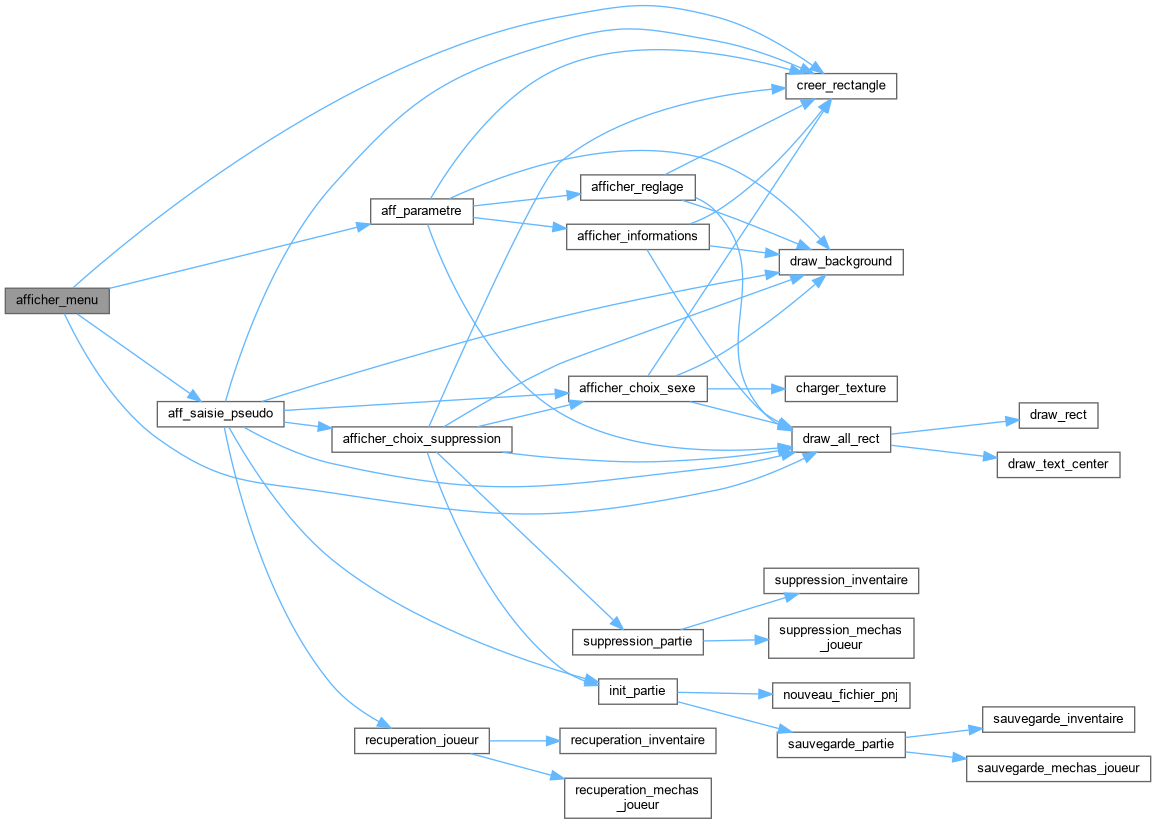 afficher_menu
aff_parametre
aff_saisie_pseudo
afficher_choix_suppression
recuperation_joueur
afficher_reglage
afficher_informations
afficher_choix_sexe
suppression_partie
init_partie
recuperation_inventaire
recuperation_mechas
_joueur
creer_rectangle
draw_background
charger_texture
draw_all_rect
suppression_inventaire
suppression_mechas
_joueur
nouveau_fichier_pnj
sauvegarde_partie
draw_rect
draw_text_center
sauvegarde_inventaire
sauvegarde_mechas_joueur